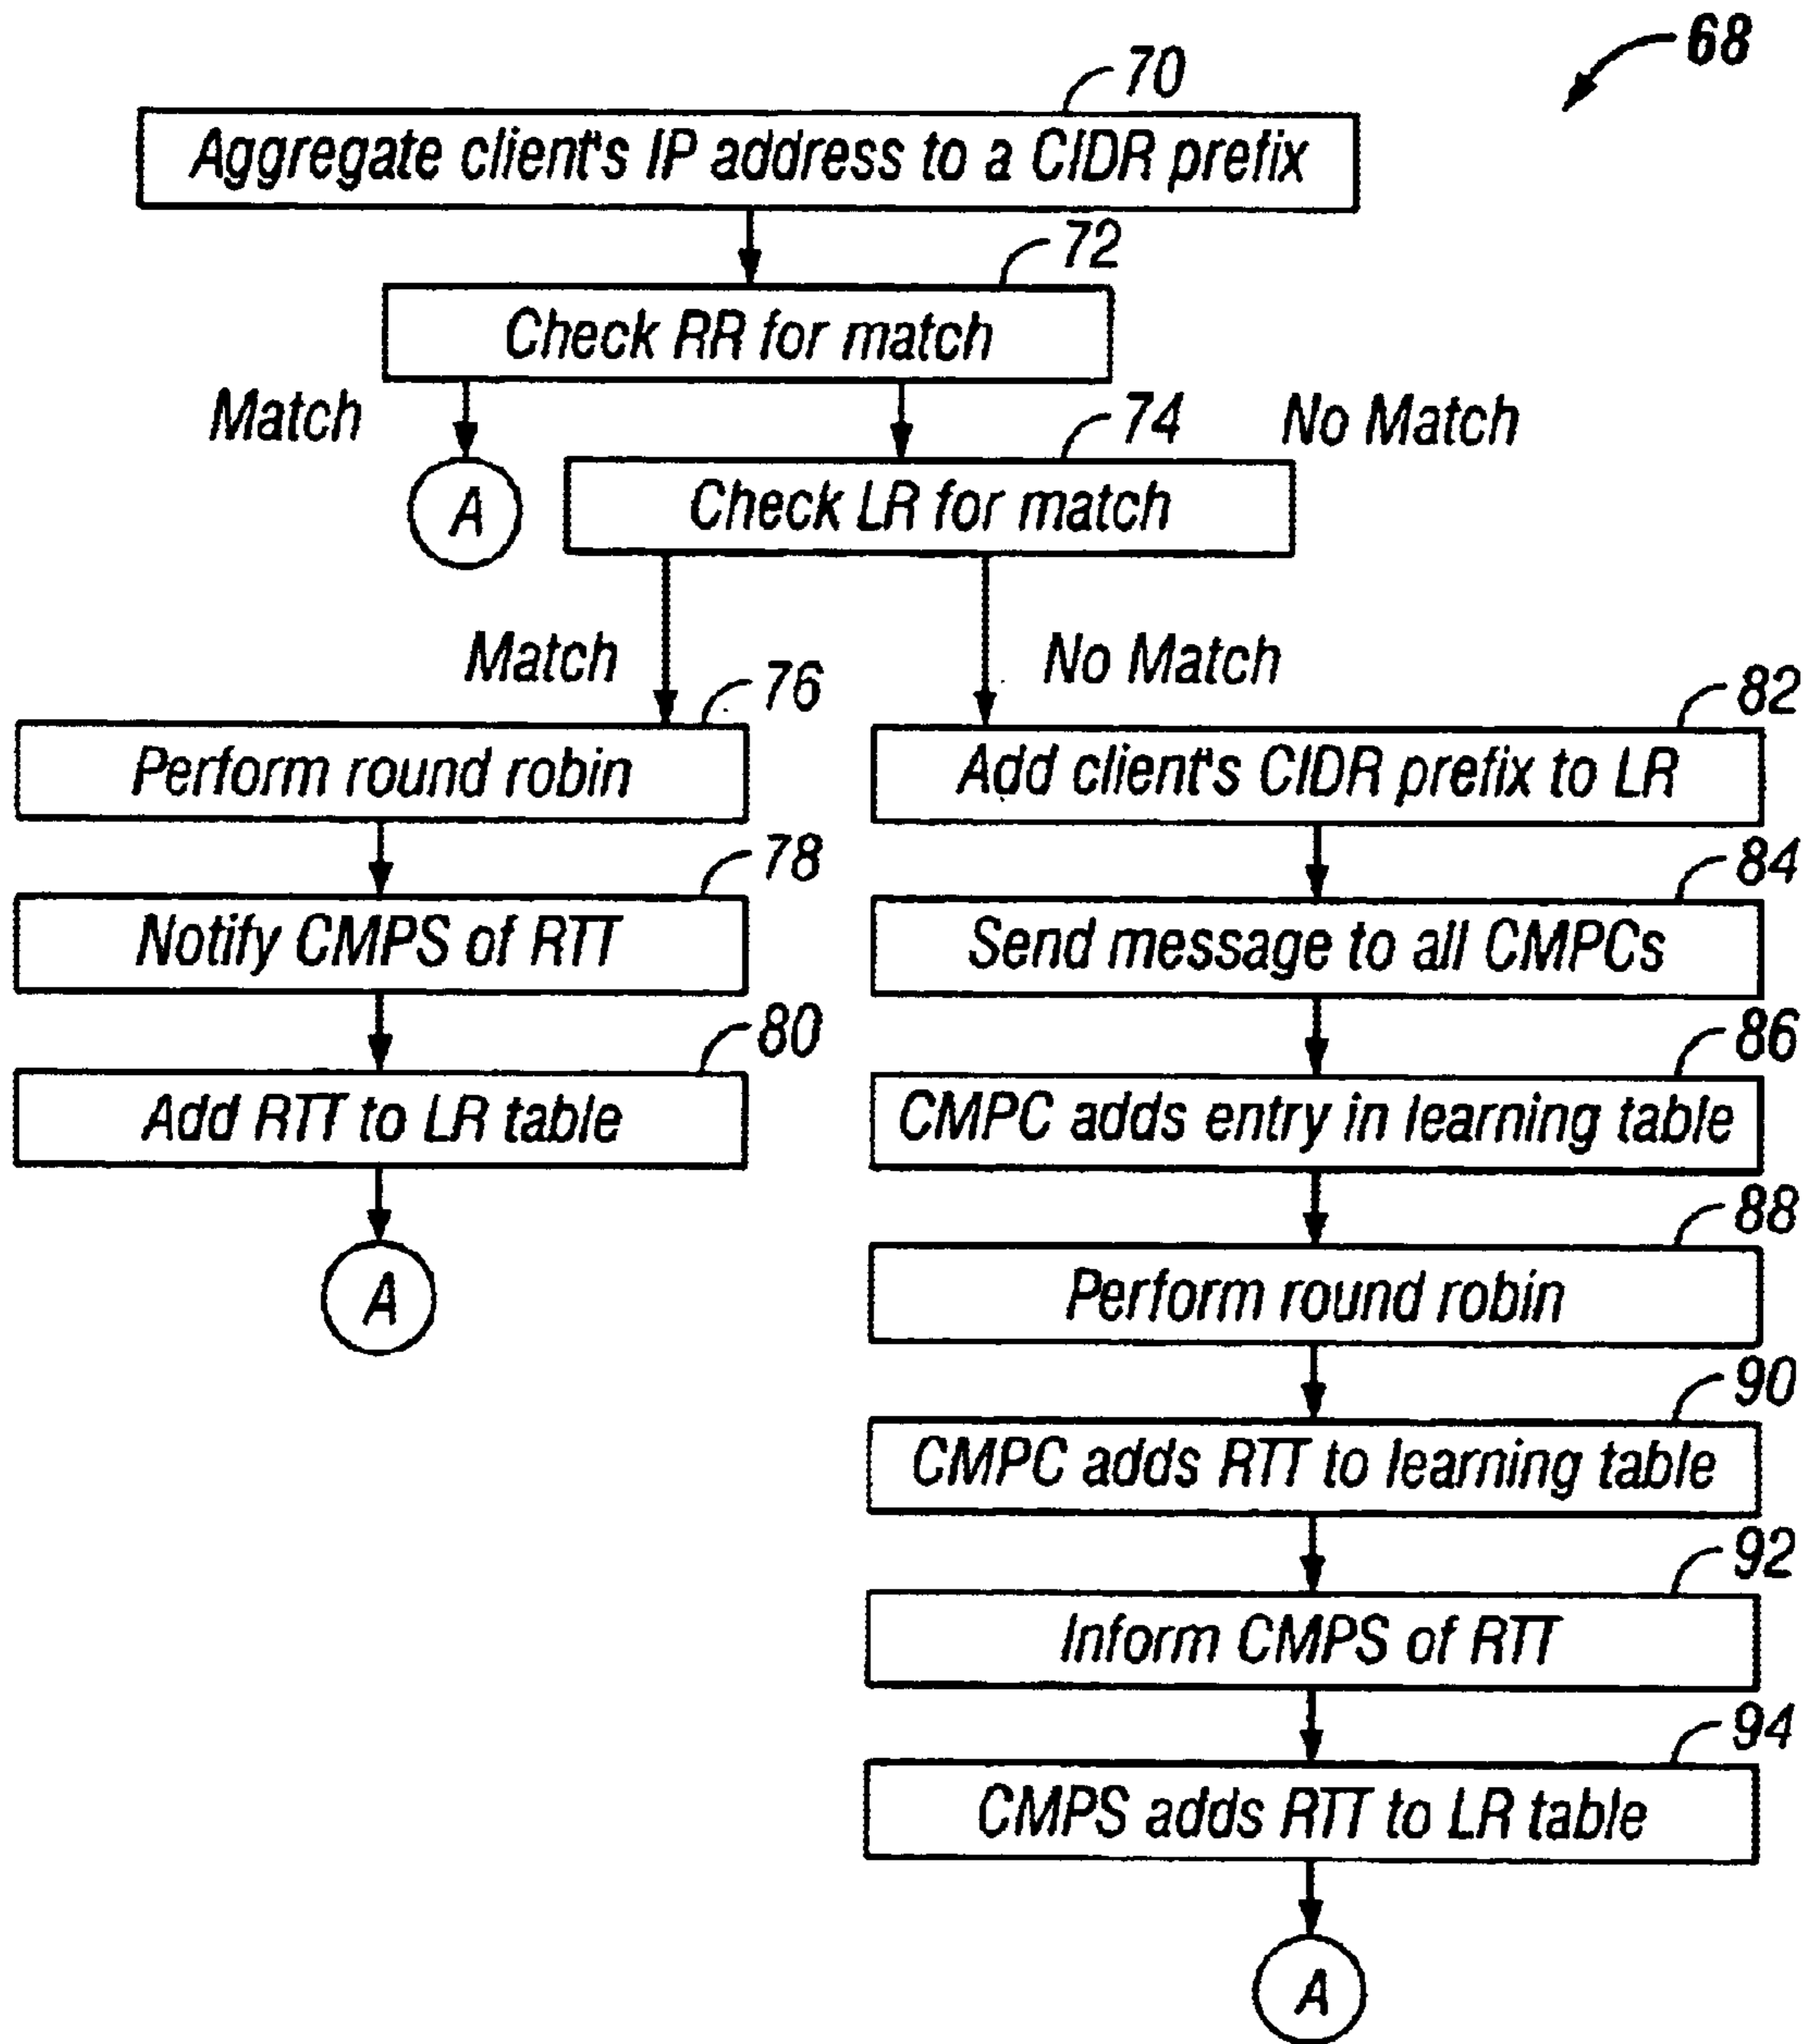 68
70
Aggregate client's IP address to a CIDR prefix
72
Check RR for match
Match
74
No Match
A
Check LR for match
Match
No Match
76
Perform round robin
78
Notify CMPS of RTT
80
Add RTT to LR table
A
82
Add client's CIDR prefix to LR
84
Send message to all CMPCs
86
CMPC adds entry in learning table
88
Perform round robin
90
CMPC adds RTT to learning table
92
Inform CMPS of RTT
94
CMPS adds RTT to LR table
A